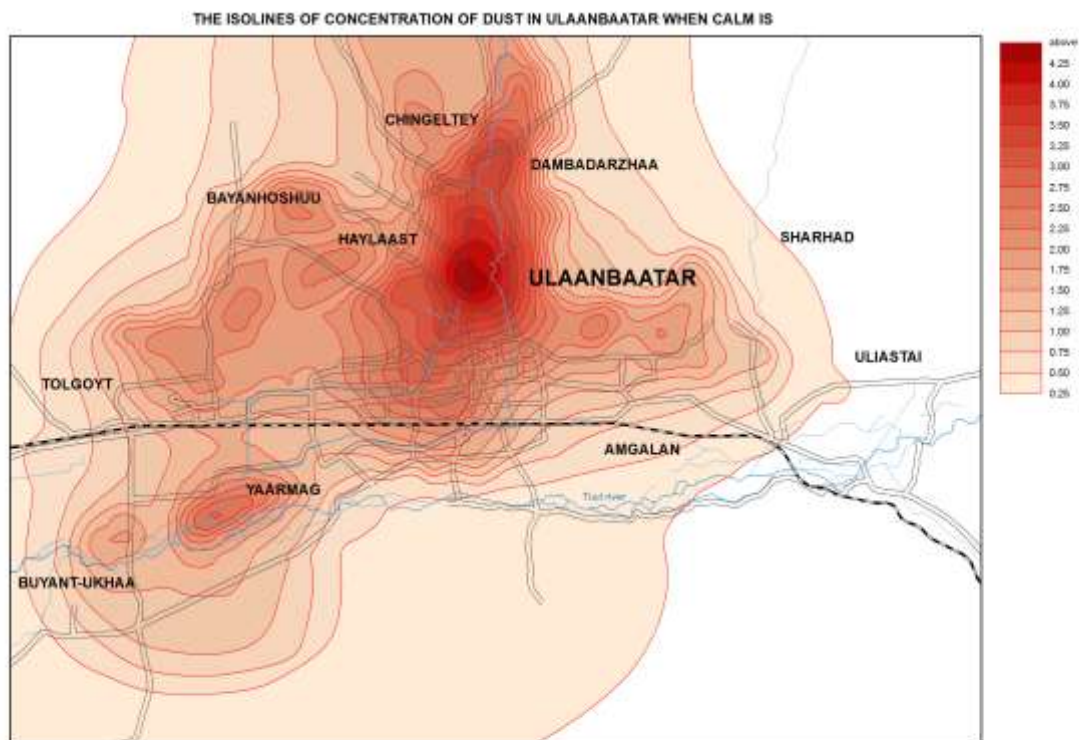 THE ISOLINES OF CONCENTRATION OF DUST IN ULAANBAATAR WHEN CALM IS
above
4.25
4.00
3.75
3.50
3.25
3.00
2.75
2.50
2.25
2.00
1.75
1.50
1.25
1.00
0.75
0.50
0.25
CHINGELTEY
DAMBADARZHAA
BAYANHOSHUU
HAYLAAST
SHARHAD
ULAANBAATAR
ULIASTAI
TOLGOYT
AMGALAN
YAARMAG
Tuul river
BUYANT-UKHAA